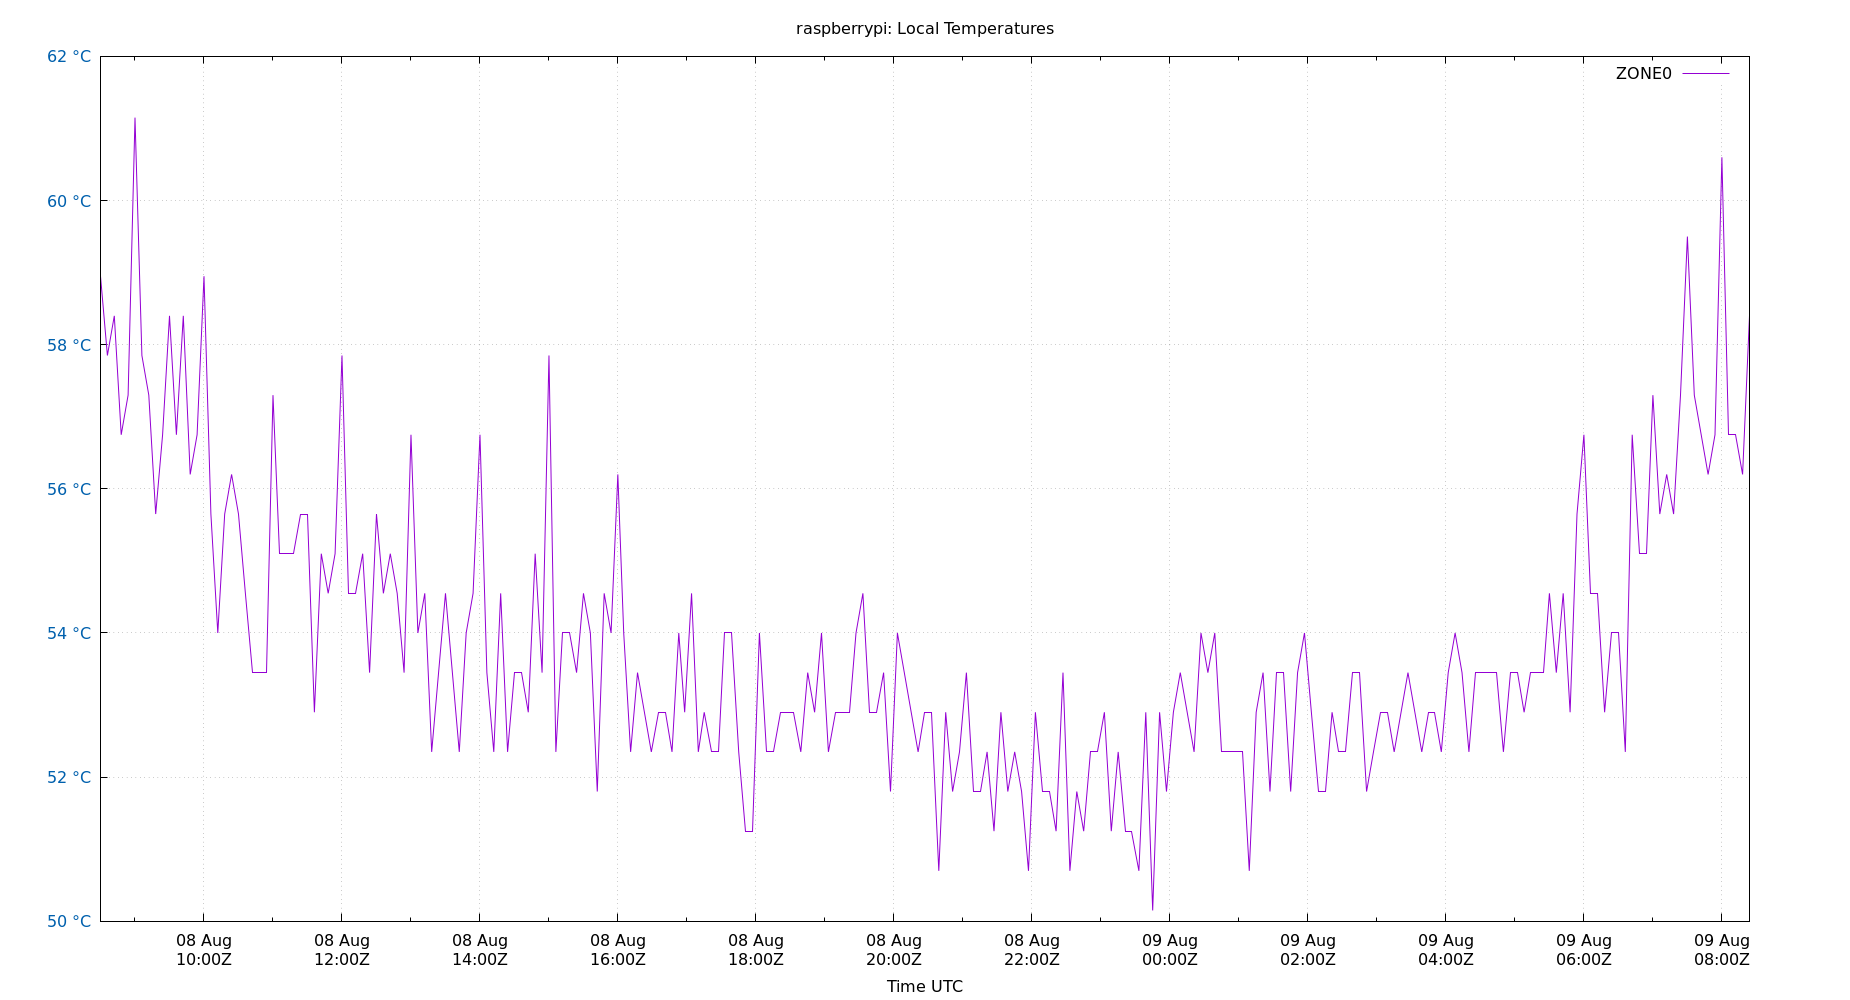 raspberrypi: Local Temperatures
62 °C
ZONE0
60 °C
58 °C
56 °C
54 °C
52 °C
50 °C
08 Aug 08 Aug 08 Aug 08 Aug 08 Aug 08 Aug 08 Aug 09 Aug 09 Aug 09 Aug 09 Aug 09 Aug
10:00Z 12:00Z 14:00Z 16:00Z 18:00Z 20:00Z 22:00Z 00:00Z 02:00Z 04:00Z 06:00Z 08:00Z
Time UTC